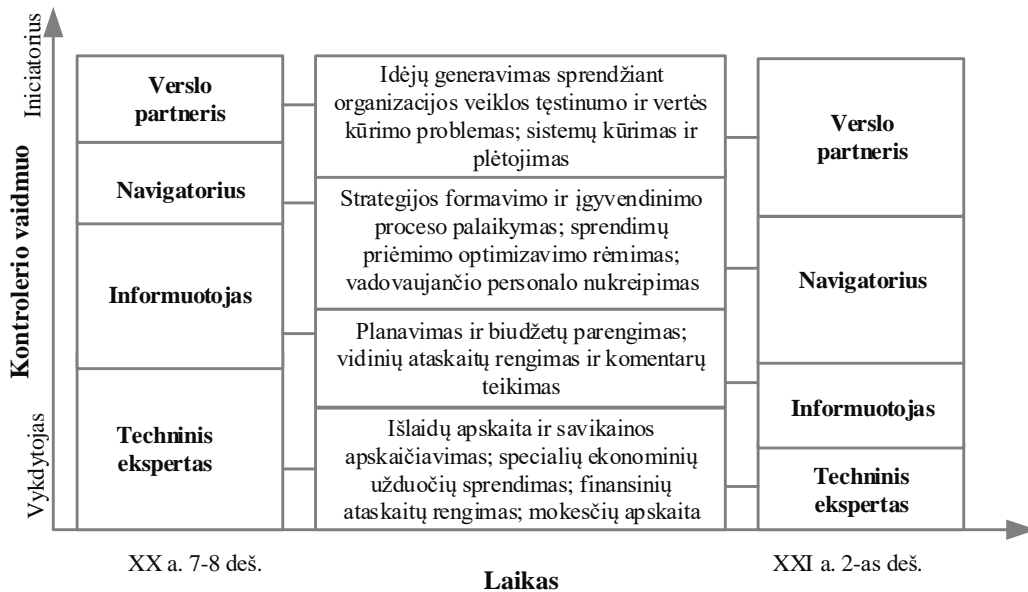 Kontrolerio vaidmuo
Iniciatorius
Vykdytojas
Verslo
partneris
Navigatorius
Informuotojas
Techninis
ekspertas
Idėjų generavimas sprendžiant
organizacijos veiklos tęstinumo ir vertės
kūrimo problemas; sistemų kūrimas ir
plėtojimas
Strategijos formavimo ir įgyvendinimo
proceso palaikymas; sprendimų
priėmimo optimizavimo rėmimas;
vadovaujančio personalo nukreipimas
Planavimas ir biudžetų parengimas;
vidinių ataskaitų rengimas ir komentarų
teikimas
Išlaidų apskaita ir savikainos
apskaičiavimas; specialių ekonominių
užduočių sprendimas; finansinių
ataskaitų rengimas; mokesčių apskaita
Verslo
partneris
Navigatorius
Informuotojas
Techninis
ekspertas
XX a. 7-8 deš.
Laikas
XXI a. 2-as deš.